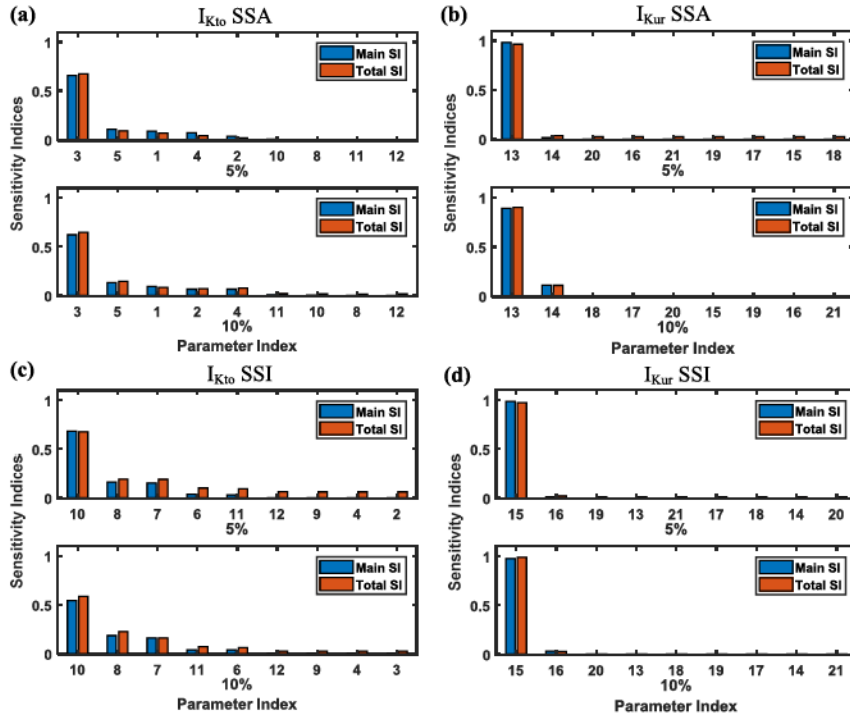 (a)
I_Kto SSA
Sensitivity Indices
1
0.5
0
Main SI
Total SI
3 5 1 4 2 10 8 11 12
5%
1
0.5
0
Main SI
Total SI
3 5 1 2 4 11 10 8 12
10%
Parameter Index
(b)
I_Kur SSA
Sensitivity Indices
1
0.5
0
Main SI
Total SI
13 14 20 16 21 19 17 15 18
5%
1
0.5
0
Main SI
Total SI
13 14 18 17 20 15 19 16 21
10%
Parameter Index
(c)
I_Kto SSI
Sensitivity Indices
1
0.5
0
Main SI
Total SI
10 8 7 6 11 12 9 4 2
5%
1
0.5
0
Main SI
Total SI
10 8 7 11 6 12 9 4 3
10%
Parameter Index
(d)
I_Kur SSI
Sensitivity Indices
1
0.5
0
Main SI
Total SI
15 16 19 13 21 17 18 14 20
5%
1
0.5
0
Main SI
Total SI
15 16 20 13 18 19 17 14 21
10%
Parameter Index